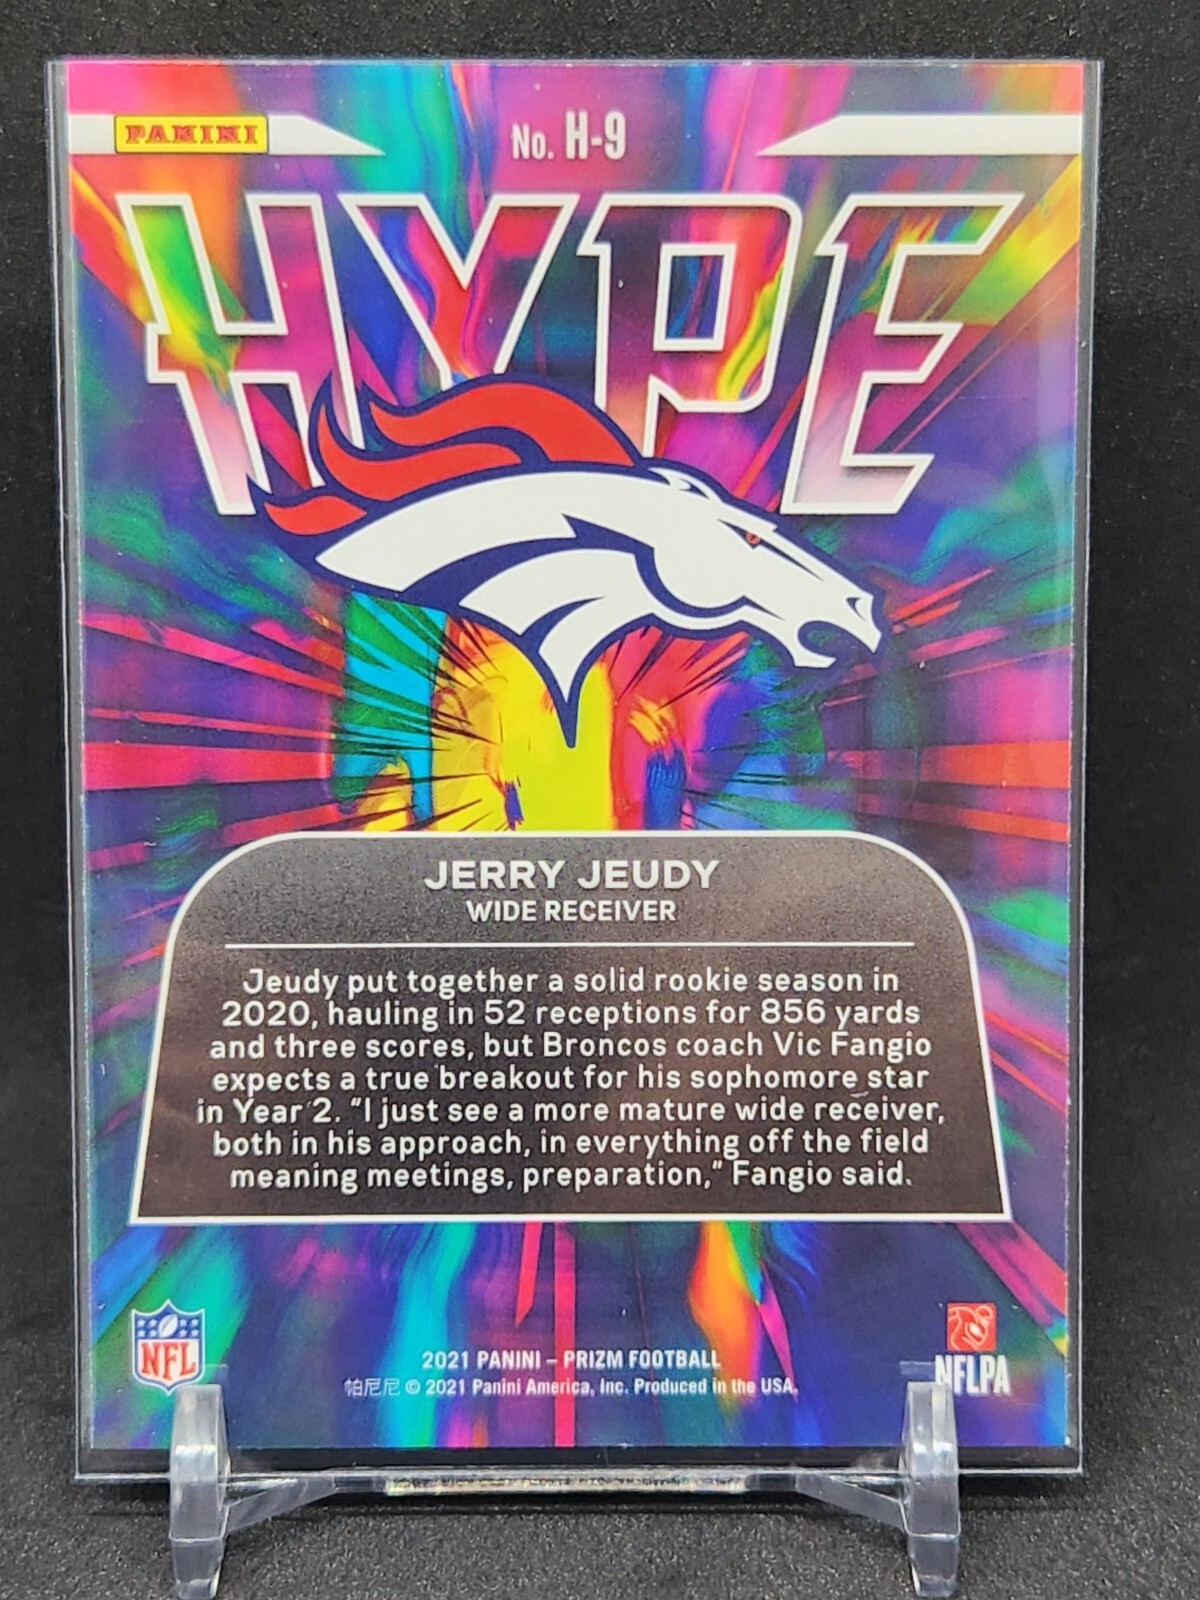 PANINI
No. H-9
HYPE
JERRY JEUDY
WIDE RECEIVER
Jeudy put together a solid rookie season in
2020, hauling in 52 receptions for 856 yards
and three scores, but Broncos coach Vic Fangio
expects a true breakout for his sophomore star
in Year 2. "I just see a more mature wide receiver,
both in his approach, in everything off the field
meaning meetings, preparation," Fangio said.
NFL
2021 PANINI – PRIZM FOOTBALL
帕尼尼 © 2021 Panini America, Inc. Produced in the USA.
NFLPA